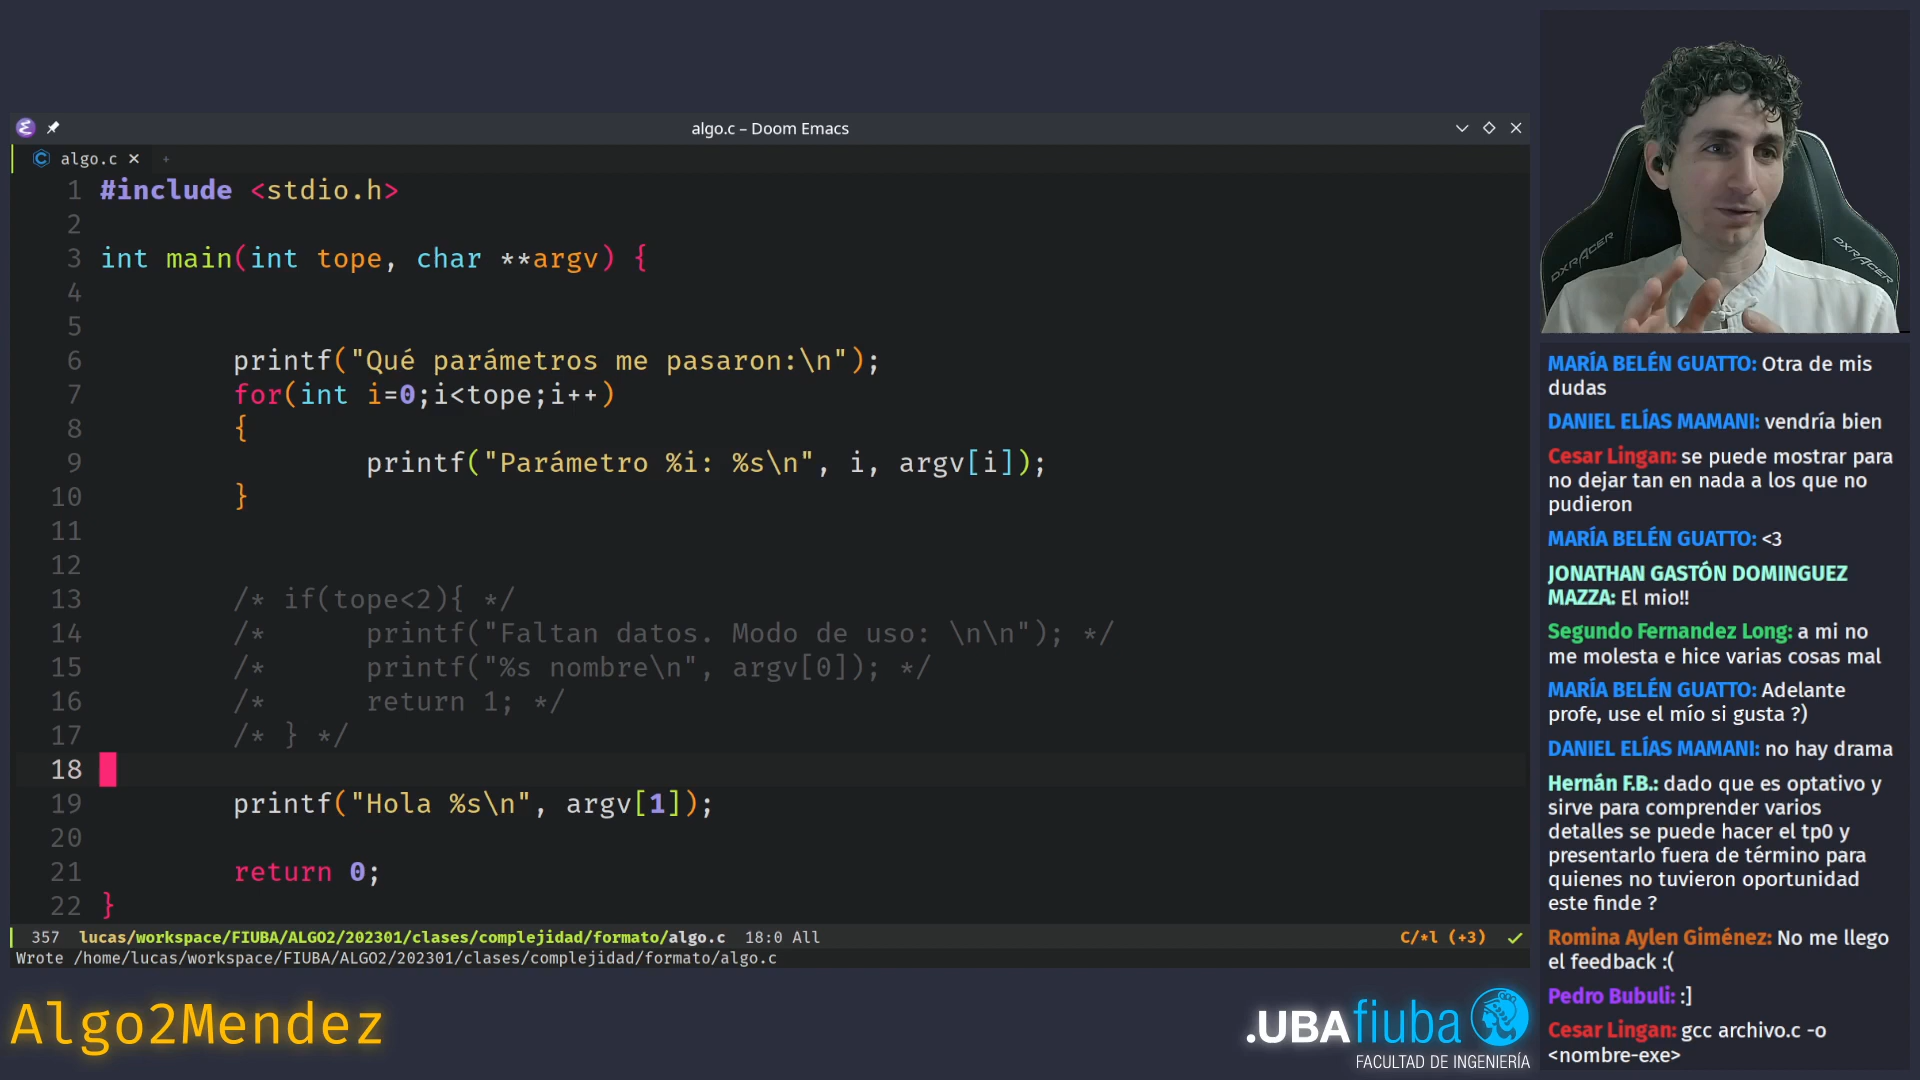 algo.c – Doom Emacs
algo.c
1 #include <stdio.h>
2
3 int main(int tope, char **argv) {
4
5
6 printf("Qué parámetros me pasaron:\n");
7 for(int i=0;i<tope;i++)
8 {
9 printf("Parámetro %i: %s\n", i, argv[i]);
10 }
11
12
13 /* if(tope<2){ */
14 /* printf("Faltan datos. Modo de uso: \n\n"); */
15 /* printf("%s nombre\n", argv[0]); */
16 /* return 1; */
17 /* } */
18
19 printf("Hola %s\n", argv[1]);
20
21 return 0;
22 }
357 lucas/workspace/FIUBA/ALGO2/202301/clases/complejidad/formato/algo.c 18:0 All C/*l (+3)
Wrote /home/lucas/workspace/FIUBA/ALGO2/202301/clases/complejidad/formato/algo.c
Algo2Mendez
.UBAfiuba
FACULTAD DE INGENIERÍA
DXRACER
DXRACER
MARÍA BELÉN GUATTO: Otra de mis
dudas
DANIEL ELÍAS MAMANI: vendría bien
Cesar Lingan: se puede mostrar para
no dejar tan en nada a los que no
pudieron
MARÍA BELÉN GUATTO: <3
JONATHAN GASTÓN DOMINGUEZ
MAZZA: El mio!!
Segundo Fernandez Long: a mi no
me molesta e hice varias cosas mal
MARÍA BELÉN GUATTO: Adelante
profe, use el mío si gusta ?)
DANIEL ELÍAS MAMANI: no hay drama
Hernán F.B.: dado que es optativo y
sirve para comprender varios
detalles se puede hacer el tp0 y
presentarlo fuera de término para
quienes no tuvieron oportunidad
este finde ?
Romina Aylen Giménez: No me llego
el feedback :(
Pedro Bubuli: :]
Cesar Lingan: gcc archivo.c -o
<nombre-exe>